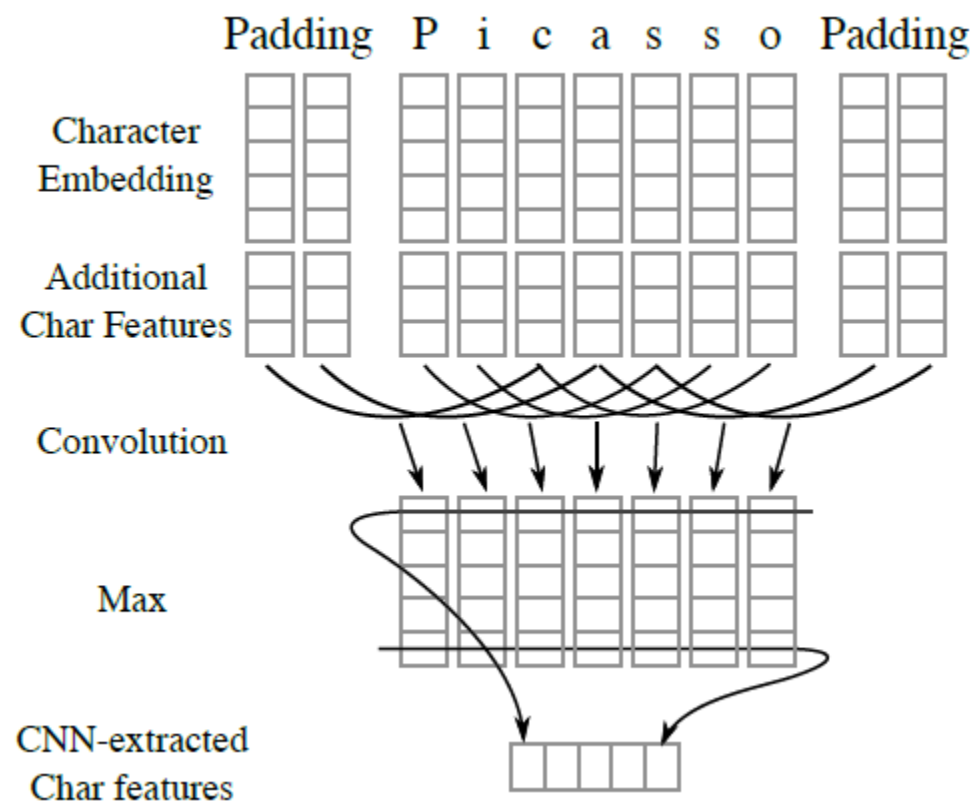 Padding P i c a s s o Padding
Character
Embedding
Additional
Char Features
Convolution
Max
CNN-extracted
Char features